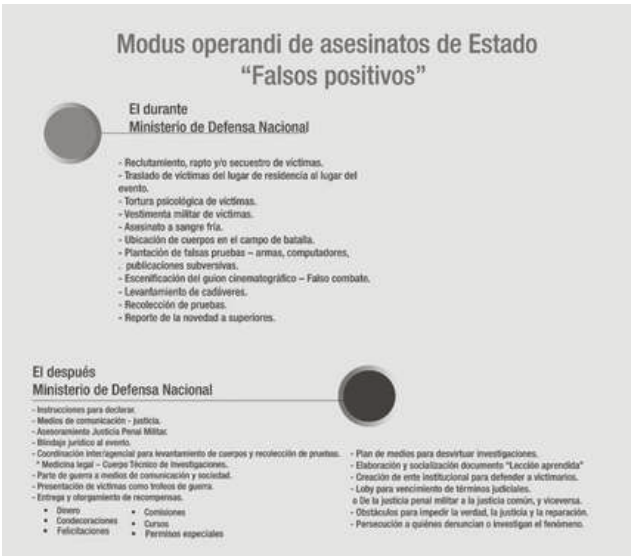 Modus operandi de asesinatos de Estado
“Falsos positivos”
El durante
Ministerio de Defensa Nacional
- Reclutamiento, rapto y/o secuestro de víctimas.
- Traslado de víctimas del lugar de residencia al lugar del
evento.
- Tortura psicológica de víctimas.
- Vestimenta militar de víctimas.
- Asesinato a sangre fría.
- Ubicación de cuerpos en el campo de batalla.
- Plantación de falsas pruebas – armas, computadores,
. publicaciones subversivas.
- Escenificación del guion cinematográfico – Falso combate.
- Levantamiento de cadáveres.
- Recolección de pruebas.
- Reporte de la novedad a superiores.
El después
Ministerio de Defensa Nacional
- Instrucciones para declarar.
- Medios de comunicación - justicia.
- Asesoramiento Justicia Penal Militar.
- Blindaje jurídico al evento.
- Coordinación inter/agencial para levantamiento de cuerpos y recolección de pruebas.
* Medicina legal – Cuerpo Técnico de Investigaciones.
- Parte de guerra a medios de comunicación y sociedad.
- Presentación de víctimas como trofeos de guerra.
- Entrega y otorgamiento de recompensas.
• Dinero
• Condecoraciones
• Felicitaciones
• Comisiones
• Cursos
• Permisos especiales
- Plan de medios para desvirtuar investigaciones.
- Elaboración y socialización documento “Lección aprendida”
- Creación de ente institucional para defender a victimarios.
- Loby para vencimiento de términos judiciales.
o De la justicia penal militar a la justicia común, y viceversa.
- Obstáculos para impedir la verdad, la justicia y la reparación.
- Persecución a quiénes denuncian o investigan el fenómeno.